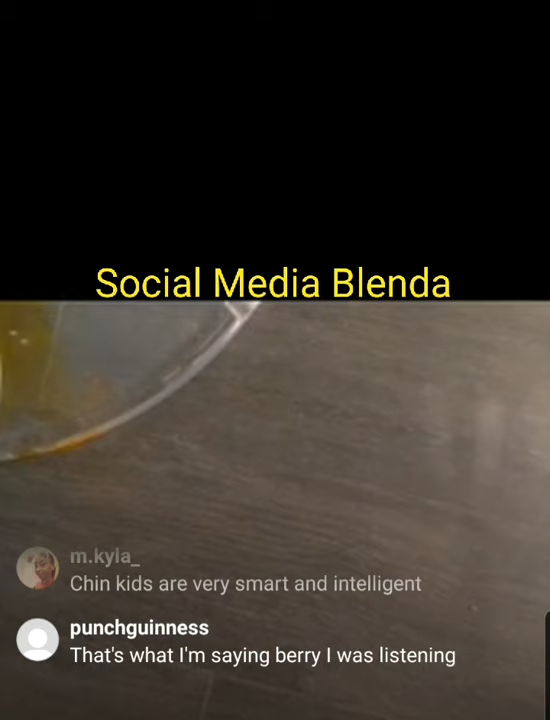 Social Media Blenda
m.kyla_
Chin kids are very smart and intelligent
punchguinness
That's what I'm saying berry I was listening